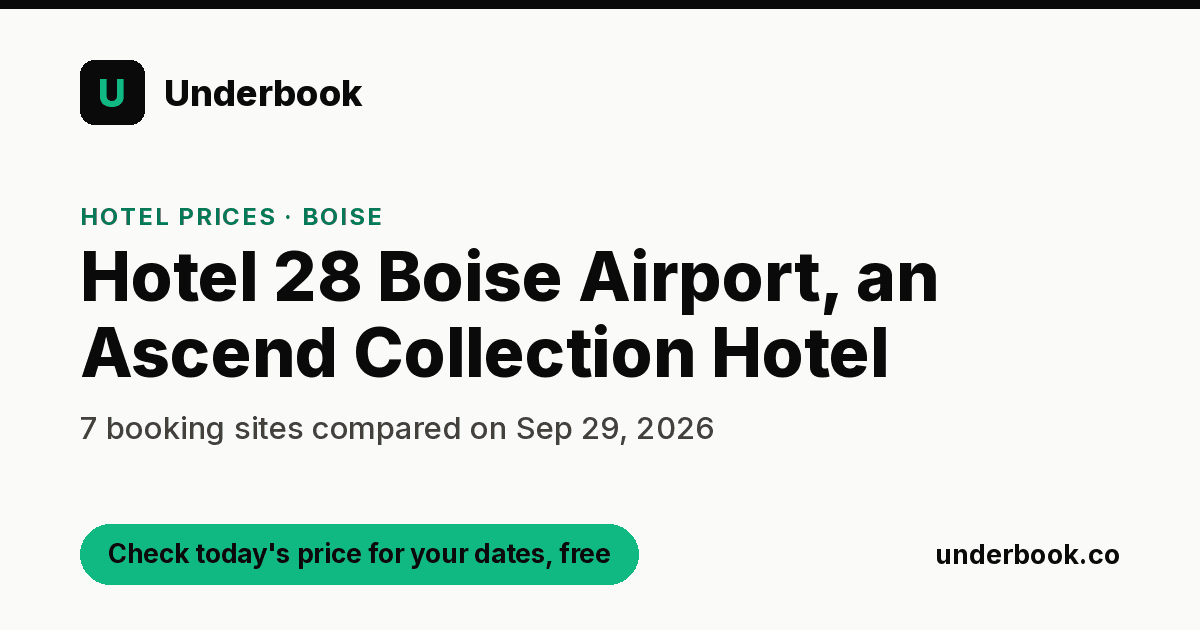 U Underbook
HOTEL PRICES · BOISE
Hotel 28 Boise Airport, an
Ascend Collection Hotel
7 booking sites compared on Sep 29, 2026
Check today's price for your dates, free
underbook.co